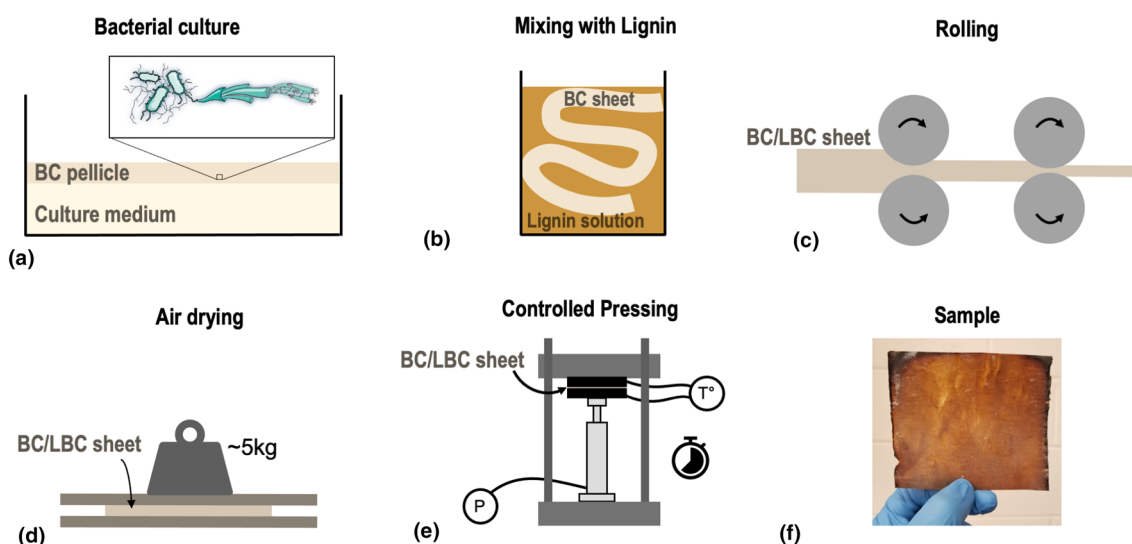 Bacterial culture
BC pellicle
Culture medium
(a)
Mixing with Lignin
BC sheet
Lignin solution
(b)
Rolling
BC/LBC sheet
(c)
Air drying
BC/LBC sheet
~5kg
(d)
Controlled Pressing
BC/LBC sheet
T°
P
(e)
Sample
(f)